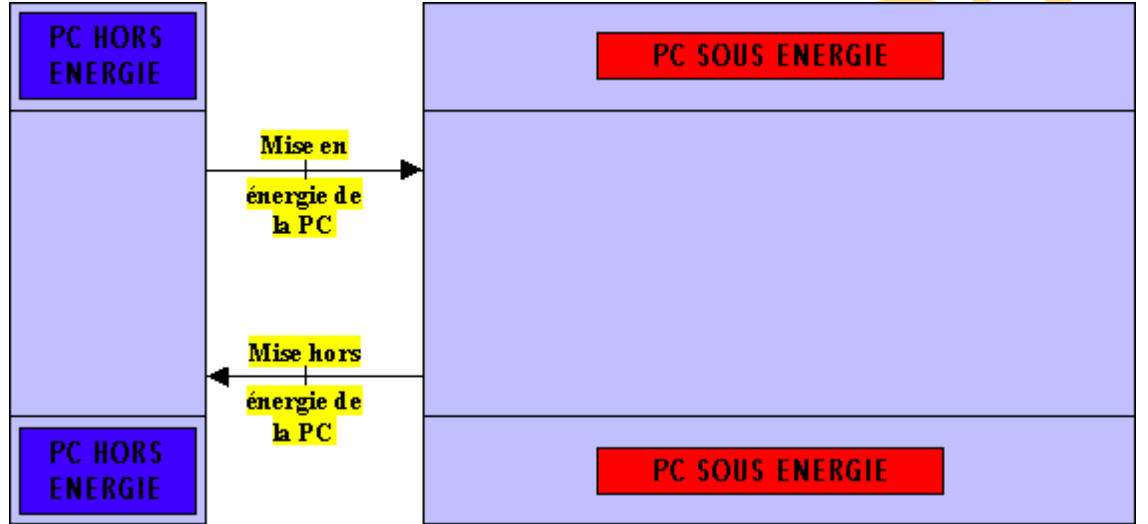 PC HORS
ENERGIE
PC SOUS ENERGIE
Mise en
énergie de
la PC
Mise hors
énergie de
la PC
PC HORS
ENERGIE
PC SOUS ENERGIE